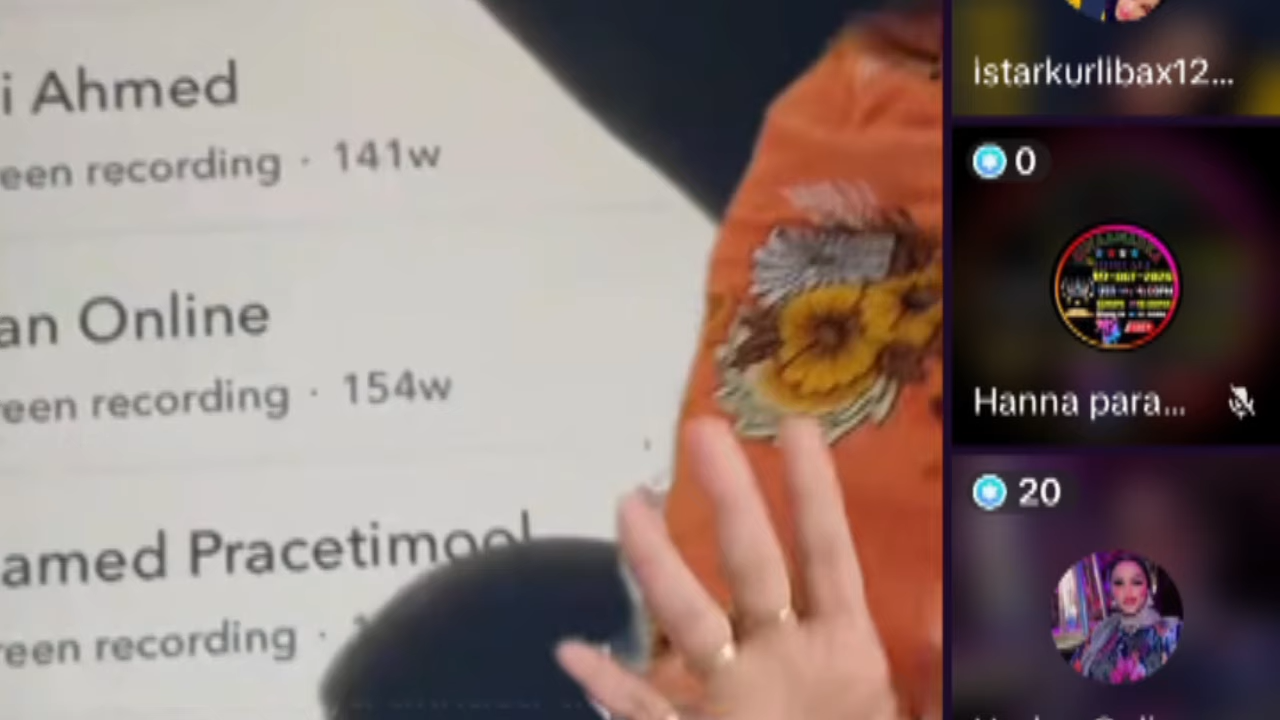 i Ahmed
een recording · 141w
an Online
een recording · 154w
amed Pracetimool
een recording ·
istarkurlibax12...
0
Hanna para...
20